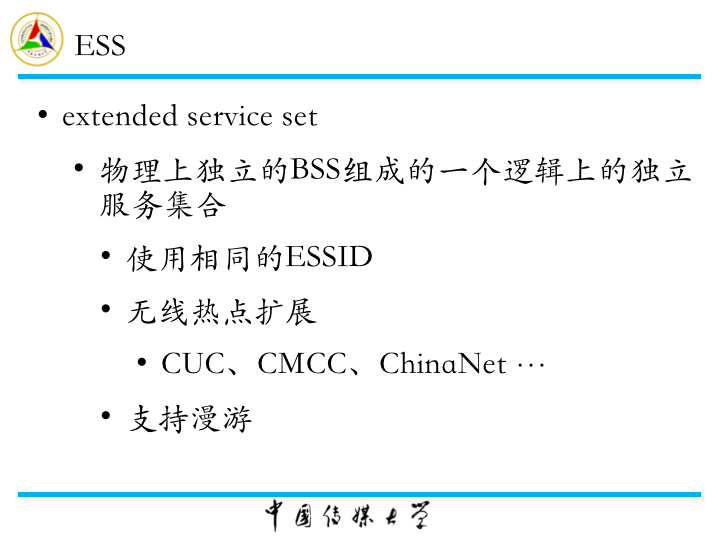 ESS
• extended service set
• 物理上独立的BSS组成的一个逻辑上的独立
服务集合
• 使用相同的ESSID
• 无线热点扩展
• CUC、CMCC、ChinaNet ⋯
• 支持漫游
中国传媒大学